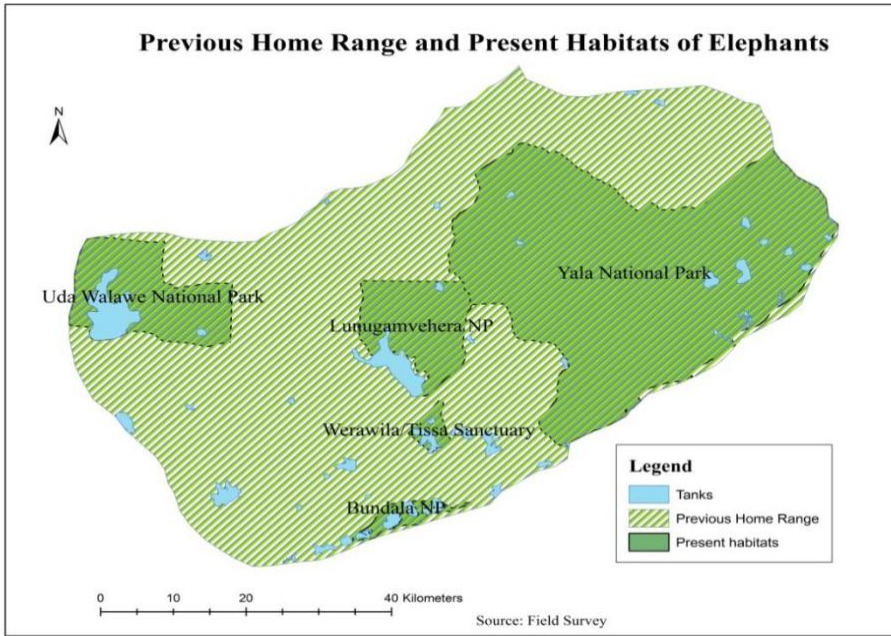 Previous Home Range and Present Habitats of Elephants
N
Yala National Park
Uda Walawe National Park
Lunugamvehera NP
Werawila/Tissa Sanctuary
Bundala NP
Legend
Tanks
Previous Home Range
Present habitats
0 10 20 40 Kilometers
Source: Field Survey